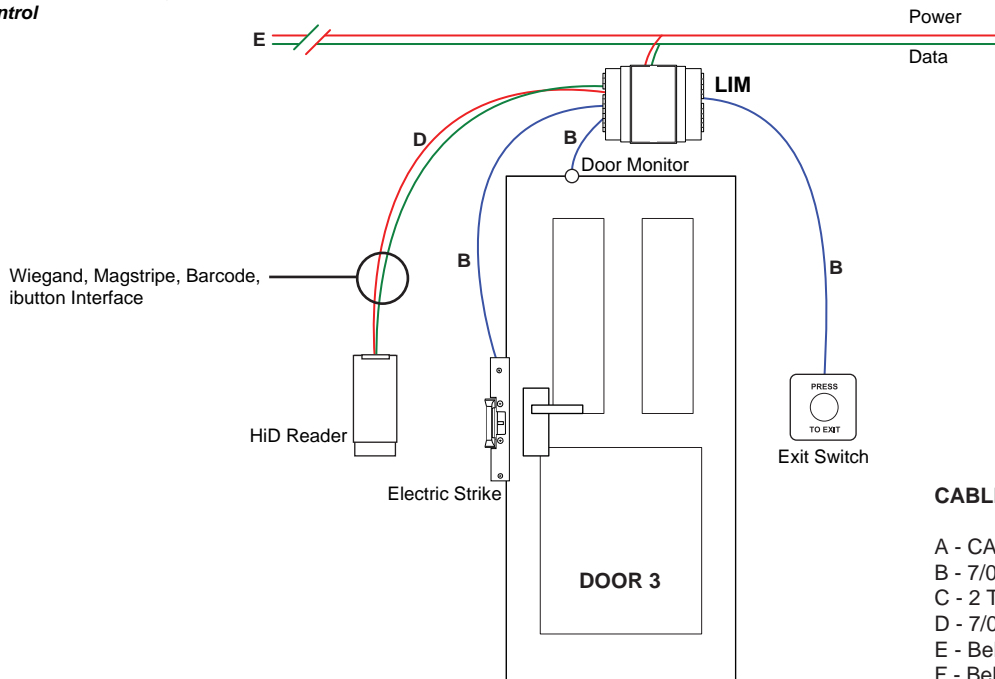 ntrol
Power
E
Data
LIM
D
B
Door Monitor
B
B
Wiegand, Magstripe, Barcode,
ibutton Interface
PRESS
TO EXIT
HiD Reader
Exit Switch
Electric Strike
CABL
DOOR 3
A - CA
B - 7/0
C - 2 T
D - 7/0
E - Bel
F - Bel